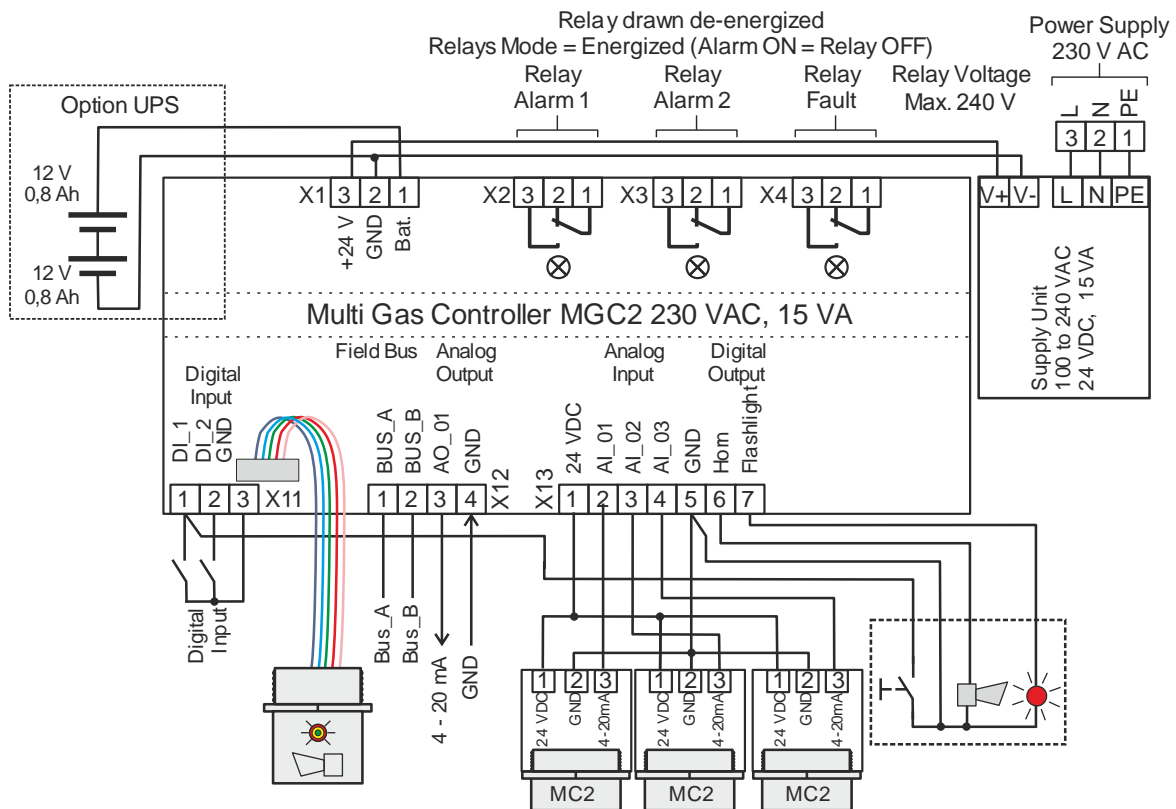 Relay drawn de-energized
Relays Mode = Energized (Alarm ON = Relay OFF)
Power Supply
230 V AC
Relay
Alarm 1
Relay
Alarm 2
Relay
Fault
Relay Voltage
Max. 240 V
L
N
PE
3 2 1
Option UPS
12 V
0,8 Ah
12 V
0,8 Ah
X1 3 2 1
+24 V
GND
Bat.
X2 3 2 1
X3 3 2 1
X4 3 2 1
V+ V-
L N PE
Supply Unit
100 to 240 VAC
24 VDC, 15 VA
Multi Gas Controller MGC2 230 VAC, 15 VA
Digital
Input
Field Bus
Analog
Output
Analog
Input
Digital
Output
DI_1
DI_2
GND
BUS_A
BUS_B
AO_01
GND
24 VDC
AI_01
AI_02
AI_03
GND
Horn
Flashlight
1 2 3 X11
1 2 3 4 X12
X13 1 2 3 4 5 6 7
Digital
Input
Bus_A
Bus_B
4 - 20 mA
GND
1 2 3
24 VDC
GND
4-20mA
MC2
1 2 3
24 VDC
GND
4-20mA
MC2
1 2 3
24 VDC
GND
4-20mA
MC2